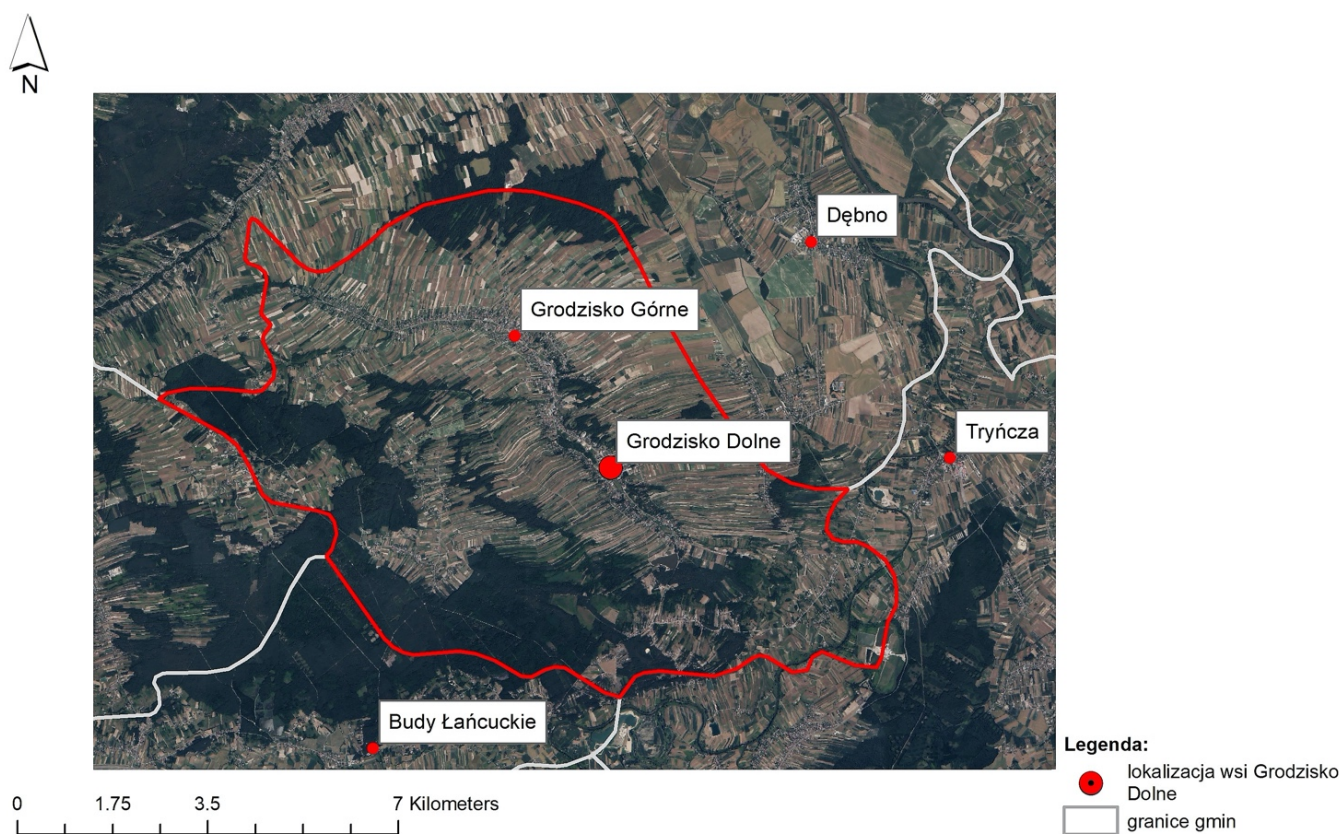 N
Dębno
Grodzisko Górne
Grodzisko Dolne
Tryńcza
Budy Łańcuckie
0 1.75 3.5 7 Kilometers
Legenda:
lokalizacja wsi Grodzisko
Dolne
granice gmin